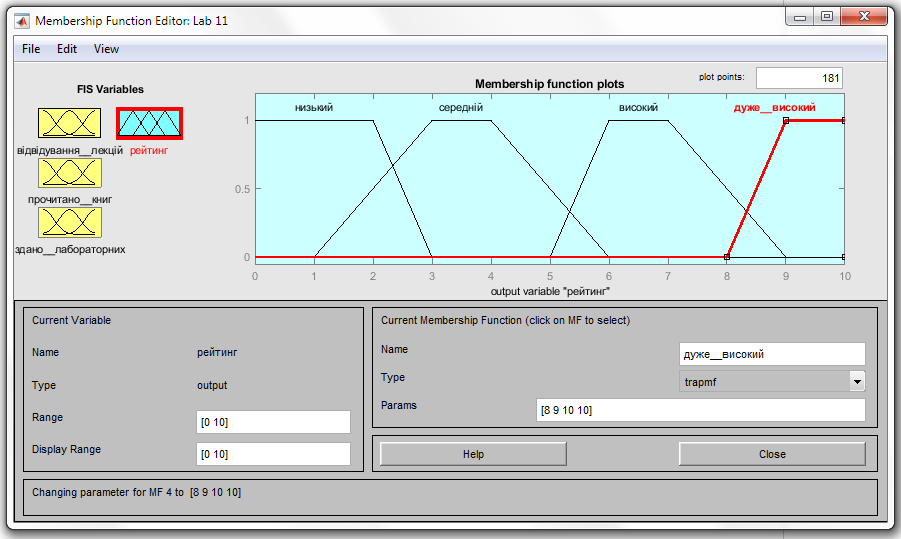 Membership Function Editor: Lab 11
File Edit View
FIS Variables
відвідування__лекцій рейтинг
прочитано__книг
здано__лабораторних
Membership function plots
plot points: 181
низький середній високий дуже__високий
1
0.5
0
0 1 2 3 4 5 6 7 8 9 10
output variable "рейтинг"
Current Variable
Name рейтинг
Type output
Range [0 10]
Display Range [0 10]
Current Membership Function (click on MF to select)
Name дуже__високий
Type trapmf
Params [8 9 10 10]
Help Close
Changing parameter for MF 4 to [8 9 10 10]